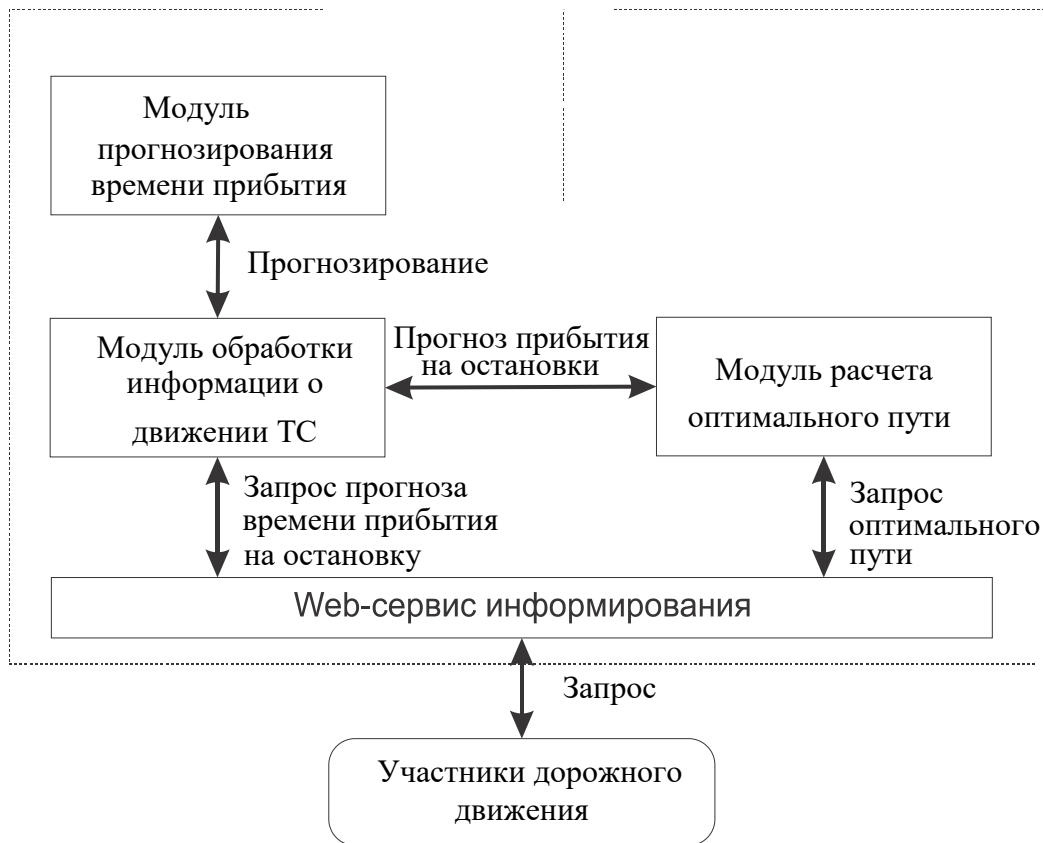 Модуль
прогнозирования
времени прибытия
Прогнозирование
Модуль обработки
информации о
движении ТС
Прогноз прибытия
на остановки
Модуль расчета
оптимального пути
Запрос прогноза
времени прибытия
на остановку
Запрос
оптимального
пути
Web-сервис информирования
Запрос
Участники дорожного
движения